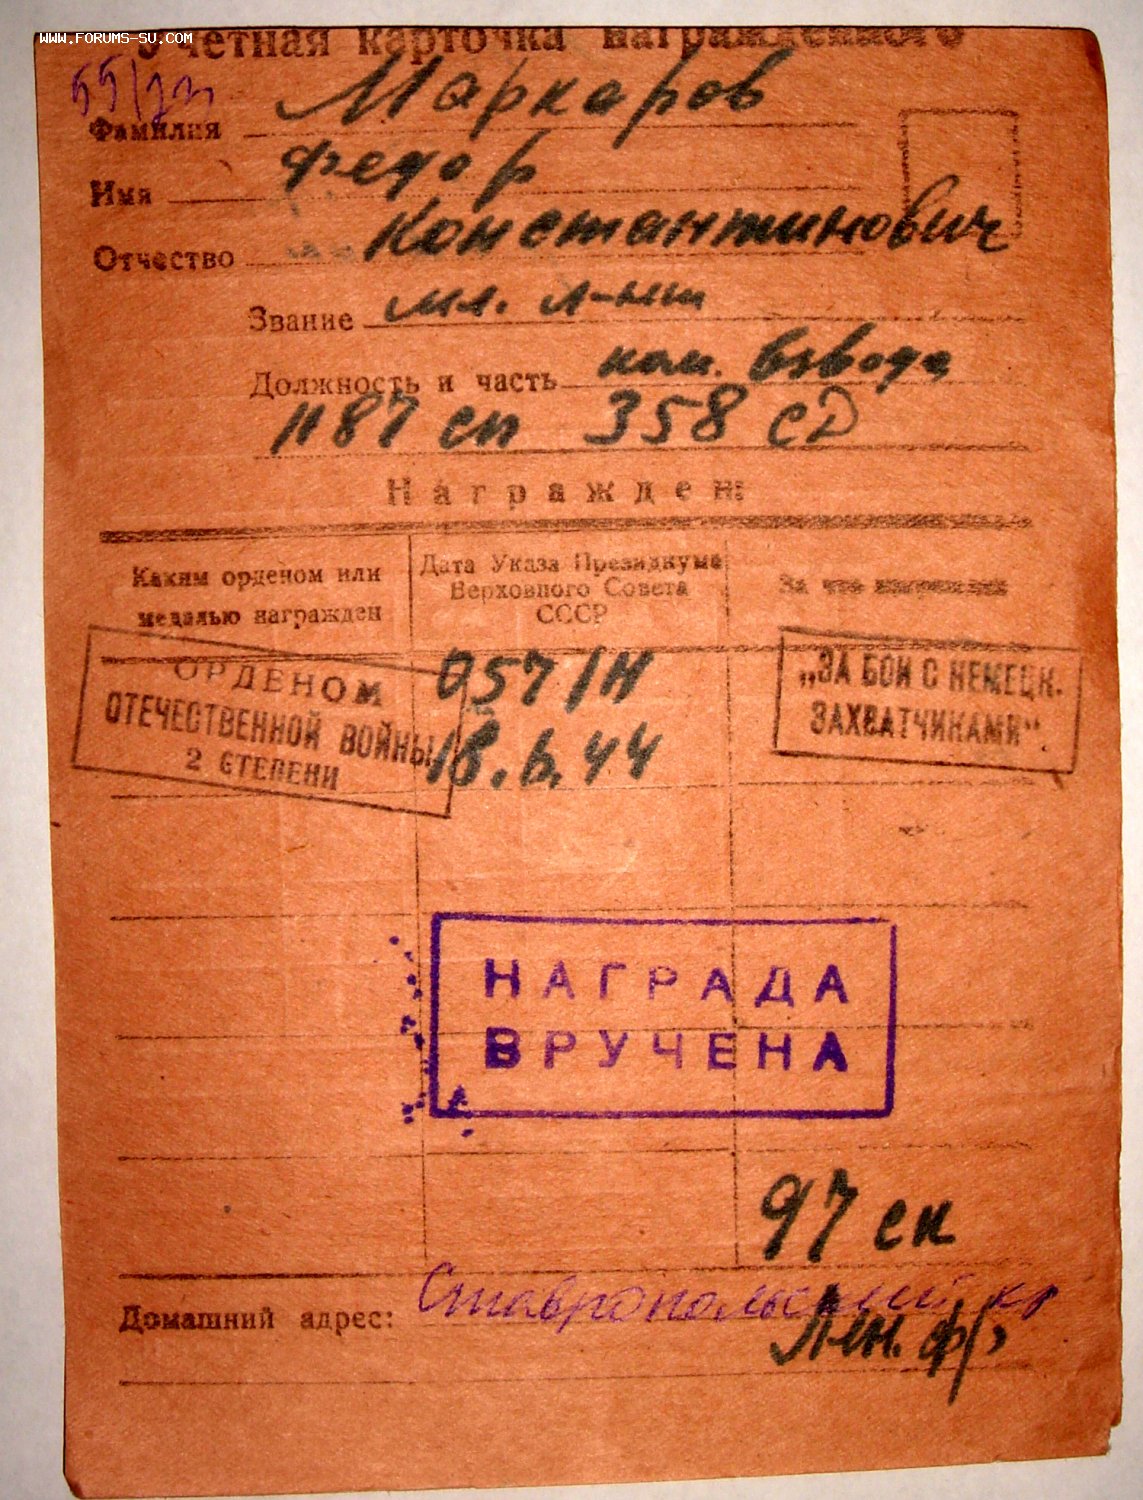 WWW.FORUMS-SU.COM
Учетная карточка награжденного
Фамилия Маркаров
Имя Федор
Отчество Константинович
Звание мл. л-нт
Должность и часть ком. взвода
1187 сп 358 сД
Награжден:
Каким орденом или медалью награжден
Дата Указа Президиума Верховного Совета СССР
За что награжден
ОРДЕНОМ
ОТЕЧЕСТВЕННОЙ ВОЙНЫ
2 СТЕПЕНИ
057/Н
18.6.44
„ЗА БОИ С НЕМЕЦК.
ЗАХВАТЧИКАМИ“
НАГРАДА
ВРУЧЕНА
97 ск
Домашний адрес: Ставропольский кр
Лен. фр